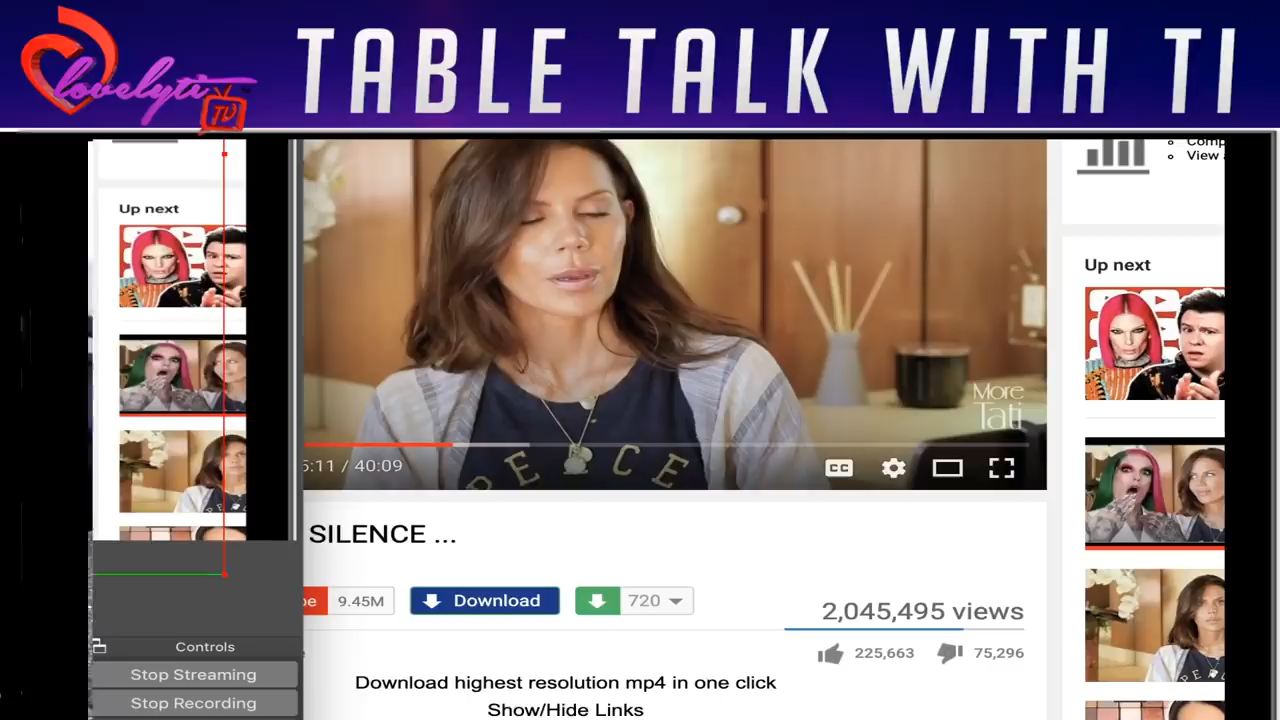 TABLE TALK WITH TI
lovelyti
TV
Up next
View
Up next
PEACE
More
Tati
5:11 / 40:09
CC
SILENCE ...
9.45M
Download
720
2,045,495 views
225,663
75,296
Controls
Stop Streaming
Stop Recording
Download highest resolution mp4 in one click
Show/Hide Links